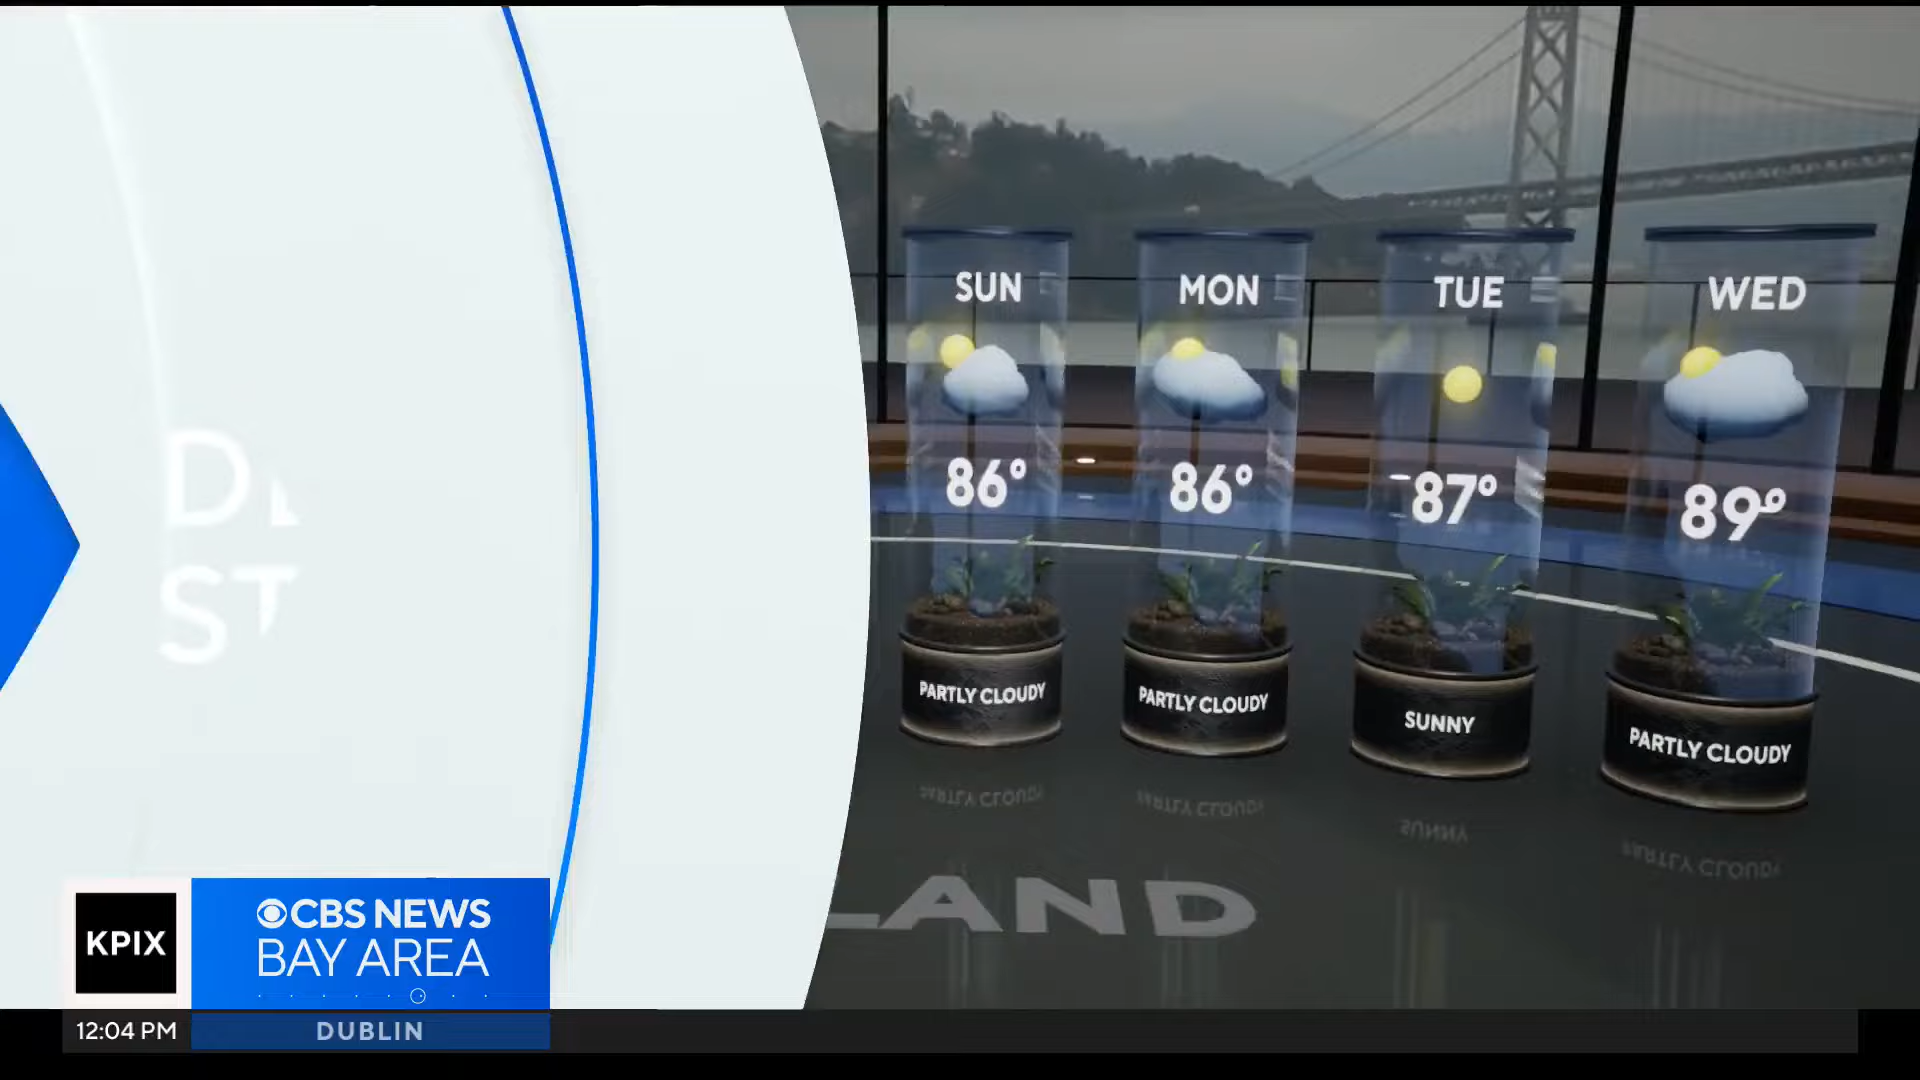 SUN
MON
TUE
WED
86°
86°
87°
89°
PARTLY CLOUDY
PARTLY CLOUDY
SUNNY
PARTLY CLOUDY
LAND
KPIX
CBS NEWS
BAY AREA
12:04 PM
DUBLIN